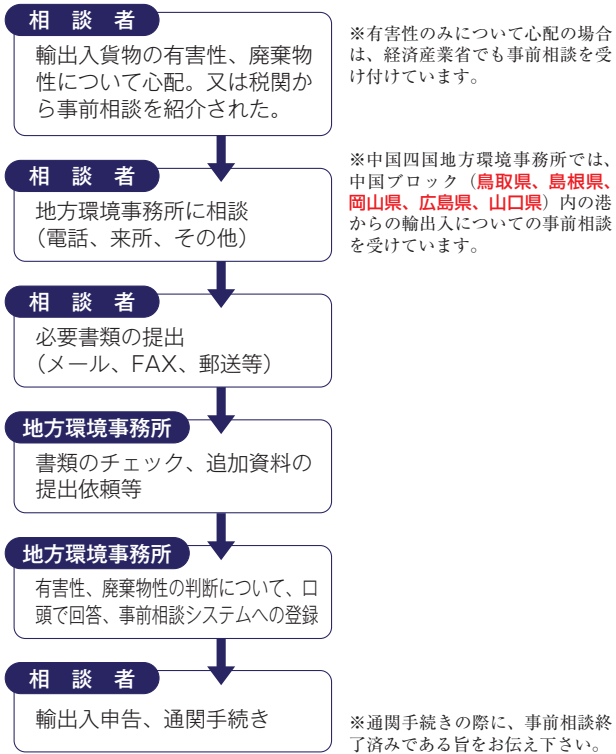 相談者
輸出入貨物の有害性、廃棄物
性について心配。又は税関か
ら事前相談を紹介された。
※有害性のみについて心配の場合
は、経済産業省でも事前相談を受
け付けています。
相談者
地方環境事務所に相談
（電話、来所、その他）
※中国四国地方環境事務所では、
中国ブロック（鳥取県、島根県、
岡山県、広島県、山口県）内の港
からの輸出入についての事前相談
を受けています。
相談者
必要書類の提出
（メール、FAX、郵送等）
地方環境事務所
書類のチェック、追加資料の
提出依頼等
地方環境事務所
有害性、廃棄物性の判断について、口
頭で回答、事前相談システムへの登録
相談者
輸出入申告、通関手続き
※通関手続きの際に、事前相談終
了済みである旨をお伝え下さい。